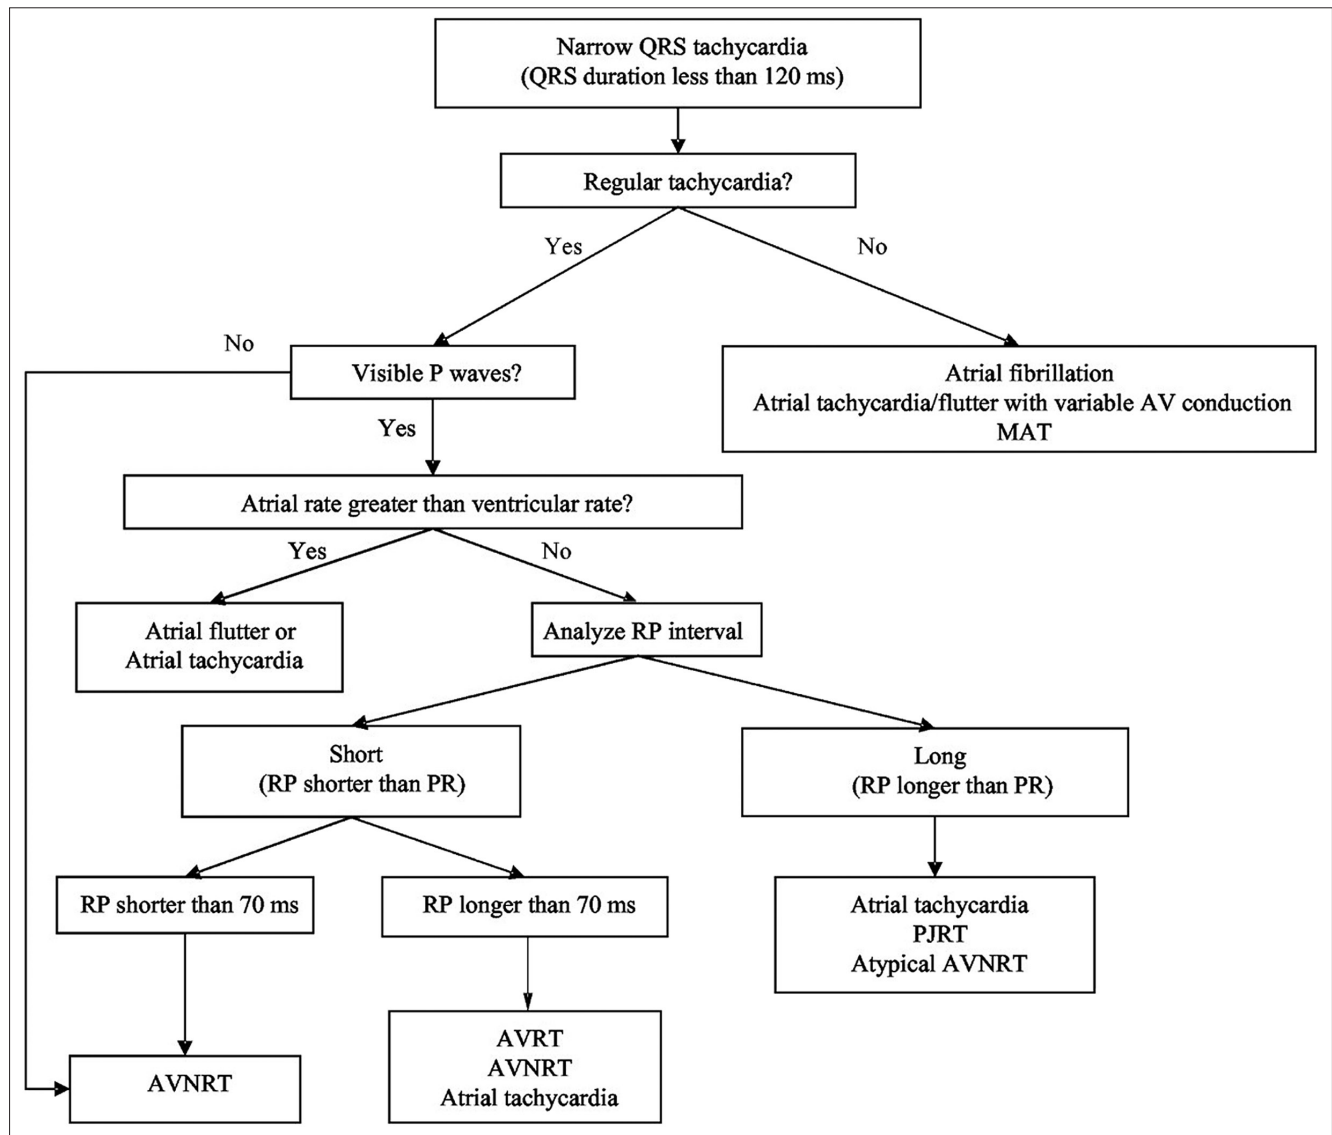 Narrow QRS tachycardia
(QRS duration less than 120 ms)
Regular tachycardia?
Yes
No
No
Visible P waves?
Atrial fibrillation
Atrial tachycardia/flutter with variable AV conduction
MAT
Yes
Atrial rate greater than ventricular rate?
Yes
No
Atrial flutter or
Atrial tachycardia
Analyze RP interval
Short
(RP shorter than PR)
Long
(RP longer than PR)
RP shorter than 70 ms
RP longer than 70 ms
Atrial tachycardia
PJRT
Atypical AVNRT
AVNRT
AVRT
AVNRT
Atrial tachycardia